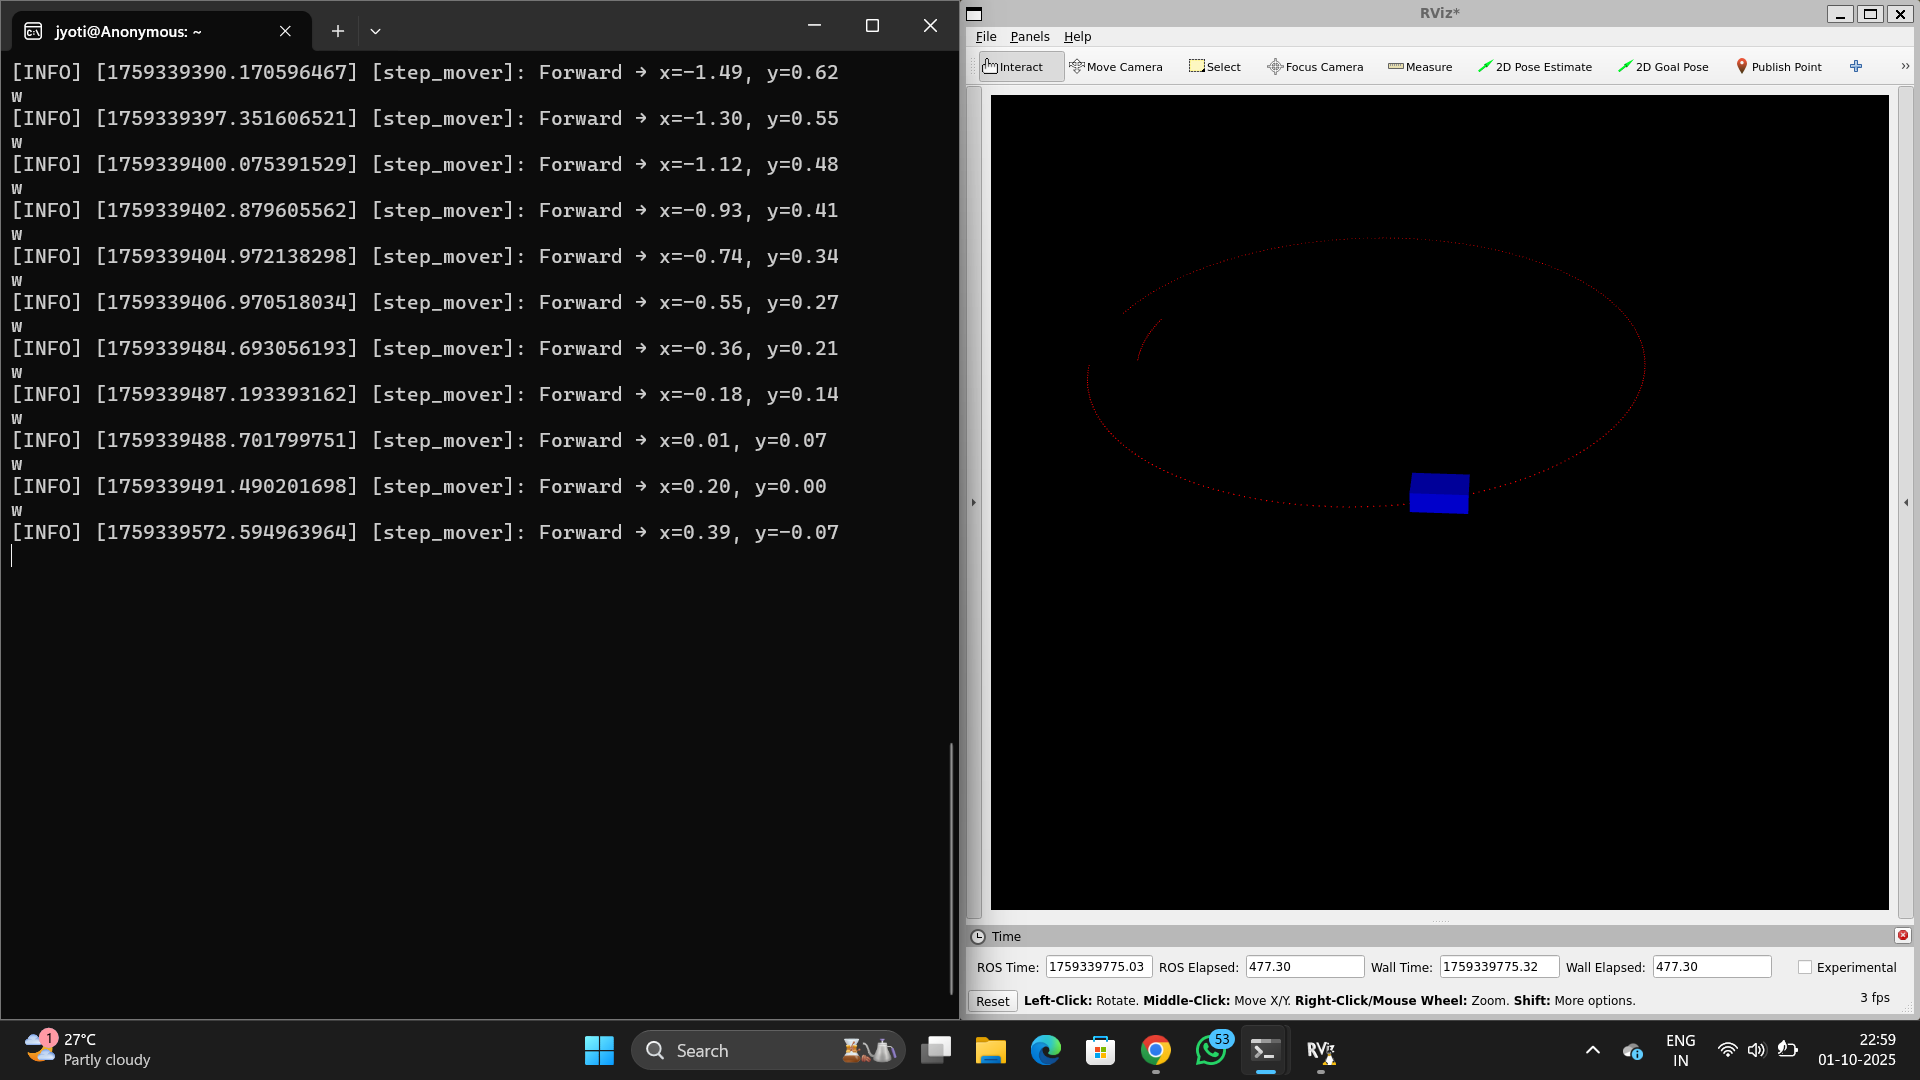 jyoti@Anonymous: ~
[INFO] [1759339390.170596467] [step_mover]: Forward → x=-1.49, y=0.62
w
[INFO] [1759339397.351606521] [step_mover]: Forward → x=-1.30, y=0.55
w
[INFO] [1759339400.075391529] [step_mover]: Forward → x=-1.12, y=0.48
w
[INFO] [1759339402.879605562] [step_mover]: Forward → x=-0.93, y=0.41
w
[INFO] [1759339404.972138298] [step_mover]: Forward → x=-0.74, y=0.34
w
[INFO] [1759339406.970518034] [step_mover]: Forward → x=-0.55, y=0.27
w
[INFO] [1759339484.693056193] [step_mover]: Forward → x=-0.36, y=0.21
w
[INFO] [1759339487.193393162] [step_mover]: Forward → x=-0.18, y=0.14
w
[INFO] [1759339488.701799751] [step_mover]: Forward → x=0.01, y=0.07
w
[INFO] [1759339491.490201698] [step_mover]: Forward → x=0.20, y=0.00
w
[INFO] [1759339572.594963964] [step_mover]: Forward → x=0.39, y=-0.07
RViz*
File Panels Help
Interact Move Camera Select Focus Camera Measure 2D Pose Estimate 2D Goal Pose Publish Point
Time
ROS Time: 1759339775.03 ROS Elapsed: 477.30 Wall Time: 1759339775.32 Wall Elapsed: 477.30 Experimental
Reset Left-Click: Rotate. Middle-Click: Move X/Y. Right-Click/Mouse Wheel: Zoom. Shift: More options. 3 fps
1
27°C
Partly cloudy
Search
53
RViz
ENG
IN
22:59
01-10-2025